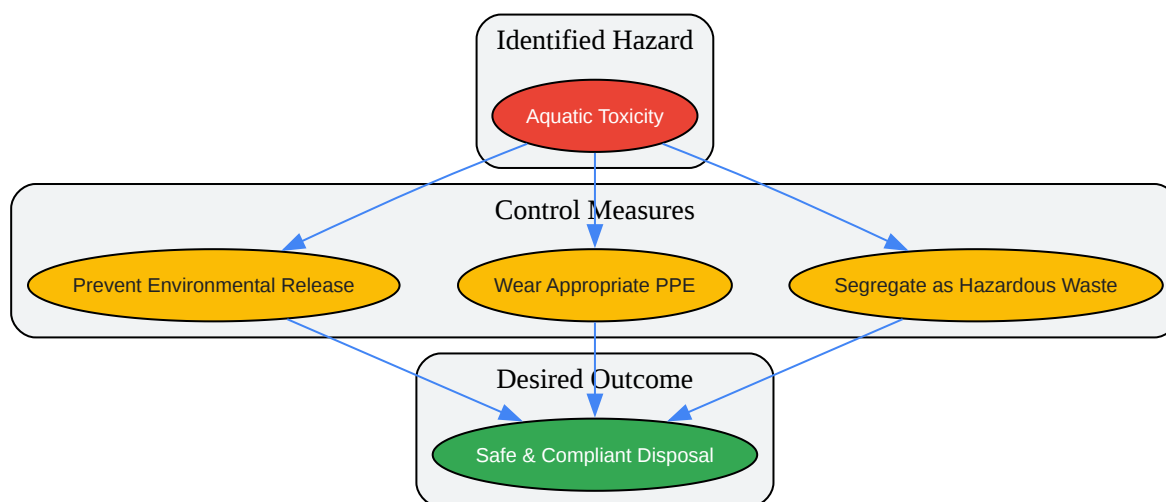 Identified Hazard
Aquatic Toxicity
Control Measures
Prevent Environmental Release
Wear Appropriate PPE
Segregate as Hazardous Waste
Desired Outcome
Safe & Compliant Disposal